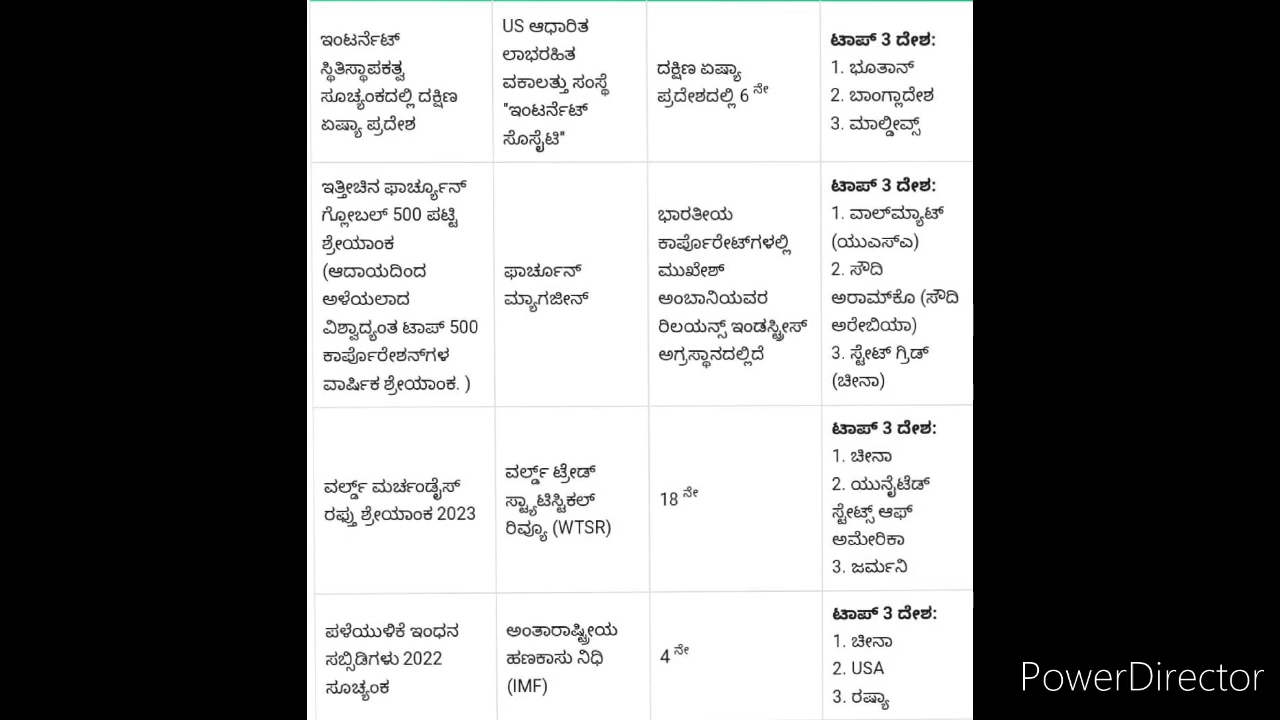 ಇಂಟರ್ನೆಟ್
ಸ್ಥಿತಿಸ್ಥಾಪಕತ್ವ
ಸೂಚ್ಯಂಕದಲ್ಲಿ ದಕ್ಷಿಣ
ಏಷ್ಯಾ ಪ್ರದೇಶ
US ಆಧಾರಿತ
ಲಾಭರಹಿತ
ವಕಾಲತ್ತು ಸಂಸ್ಥೆ
"ಇಂಟರ್ನೆಟ್
ಸೊಸೈಟಿ"
ದಕ್ಷಿಣ ಏಷ್ಯಾ
ಪ್ರದೇಶದಲ್ಲಿ 6 ನೇ
ಟಾಪ್ 3 ದೇಶ:
1. ಭೂತಾನ್
2. ಬಾಂಗ್ಲಾದೇಶ
3. ಮಾಲ್ಡೀವ್ಸ್
ಇತ್ತೀಚಿನ ಫಾರ್ಚ್ಯೂನ್
ಗ್ಲೋಬಲ್ 500 ಪಟ್ಟಿ
ಶ್ರೇಯಾಂಕ
(ಆದಾಯದಿಂದ
ಅಳೆಯಲಾದ
ವಿಶ್ವಾದ್ಯಂತ ಟಾಪ್ 500
ಕಾರ್ಪೊರೇಶನ್‌ಗಳ
ವಾರ್ಷಿಕ ಶ್ರೇಯಾಂಕ. )
ಫಾರ್ಚೂನ್
ಮ್ಯಾಗಜೀನ್
ಭಾರತೀಯ
ಕಾರ್ಪೊರೇಟ್‌ಗಳಲ್ಲಿ
ಮುಖೇಶ್
ಅಂಬಾನಿಯವರ
ರಿಲಯನ್ಸ್ ಇಂಡಸ್ಟ್ರೀಸ್
ಅಗ್ರಸ್ಥಾನದಲ್ಲಿದೆ
ಟಾಪ್ 3 ದೇಶ:
1. ವಾಲ್‌ಮ್ಯಾಟ್
(ಯುಎಸ್ಎ)
2. ಸೌದಿ
ಅರಾಮ್‌ಕೊ (ಸೌದಿ
ಅರೇಬಿಯಾ)
3. ಸ್ಟೇಟ್ ಗ್ರಿಡ್
(ಚೀನಾ)
ವರ್ಲ್ಡ್ ಮರ್ಚಂಡೈಸ್
ರಫ್ತು ಶ್ರೇಯಾಂಕ 2023
ವರ್ಲ್ಡ್ ಟ್ರೇಡ್
ಸ್ಟ್ಯಾಟಿಸ್ಟಿಕಲ್
ರಿವ್ಯೂ (WTSR)
18 ನೇ
ಟಾಪ್ 3 ದೇಶ:
1. ಚೀನಾ
2. ಯುನೈಟೆಡ್
ಸ್ಟೇಟ್ಸ್ ಆಫ್
ಅಮೇರಿಕಾ
3. ಜರ್ಮನಿ
ಪಳೆಯುಳಿಕೆ ಇಂಧನ
ಸಬ್ಸಿಡಿಗಳು 2022
ಸೂಚ್ಯಂಕ
ಅಂತಾರಾಷ್ಟ್ರೀಯ
ಹಣಕಾಸು ನಿಧಿ
(IMF)
4 ನೇ
ಟಾಪ್ 3 ದೇಶ:
1. ಚೀನಾ
2. USA
3. ರಷ್ಯಾ
PowerDirector